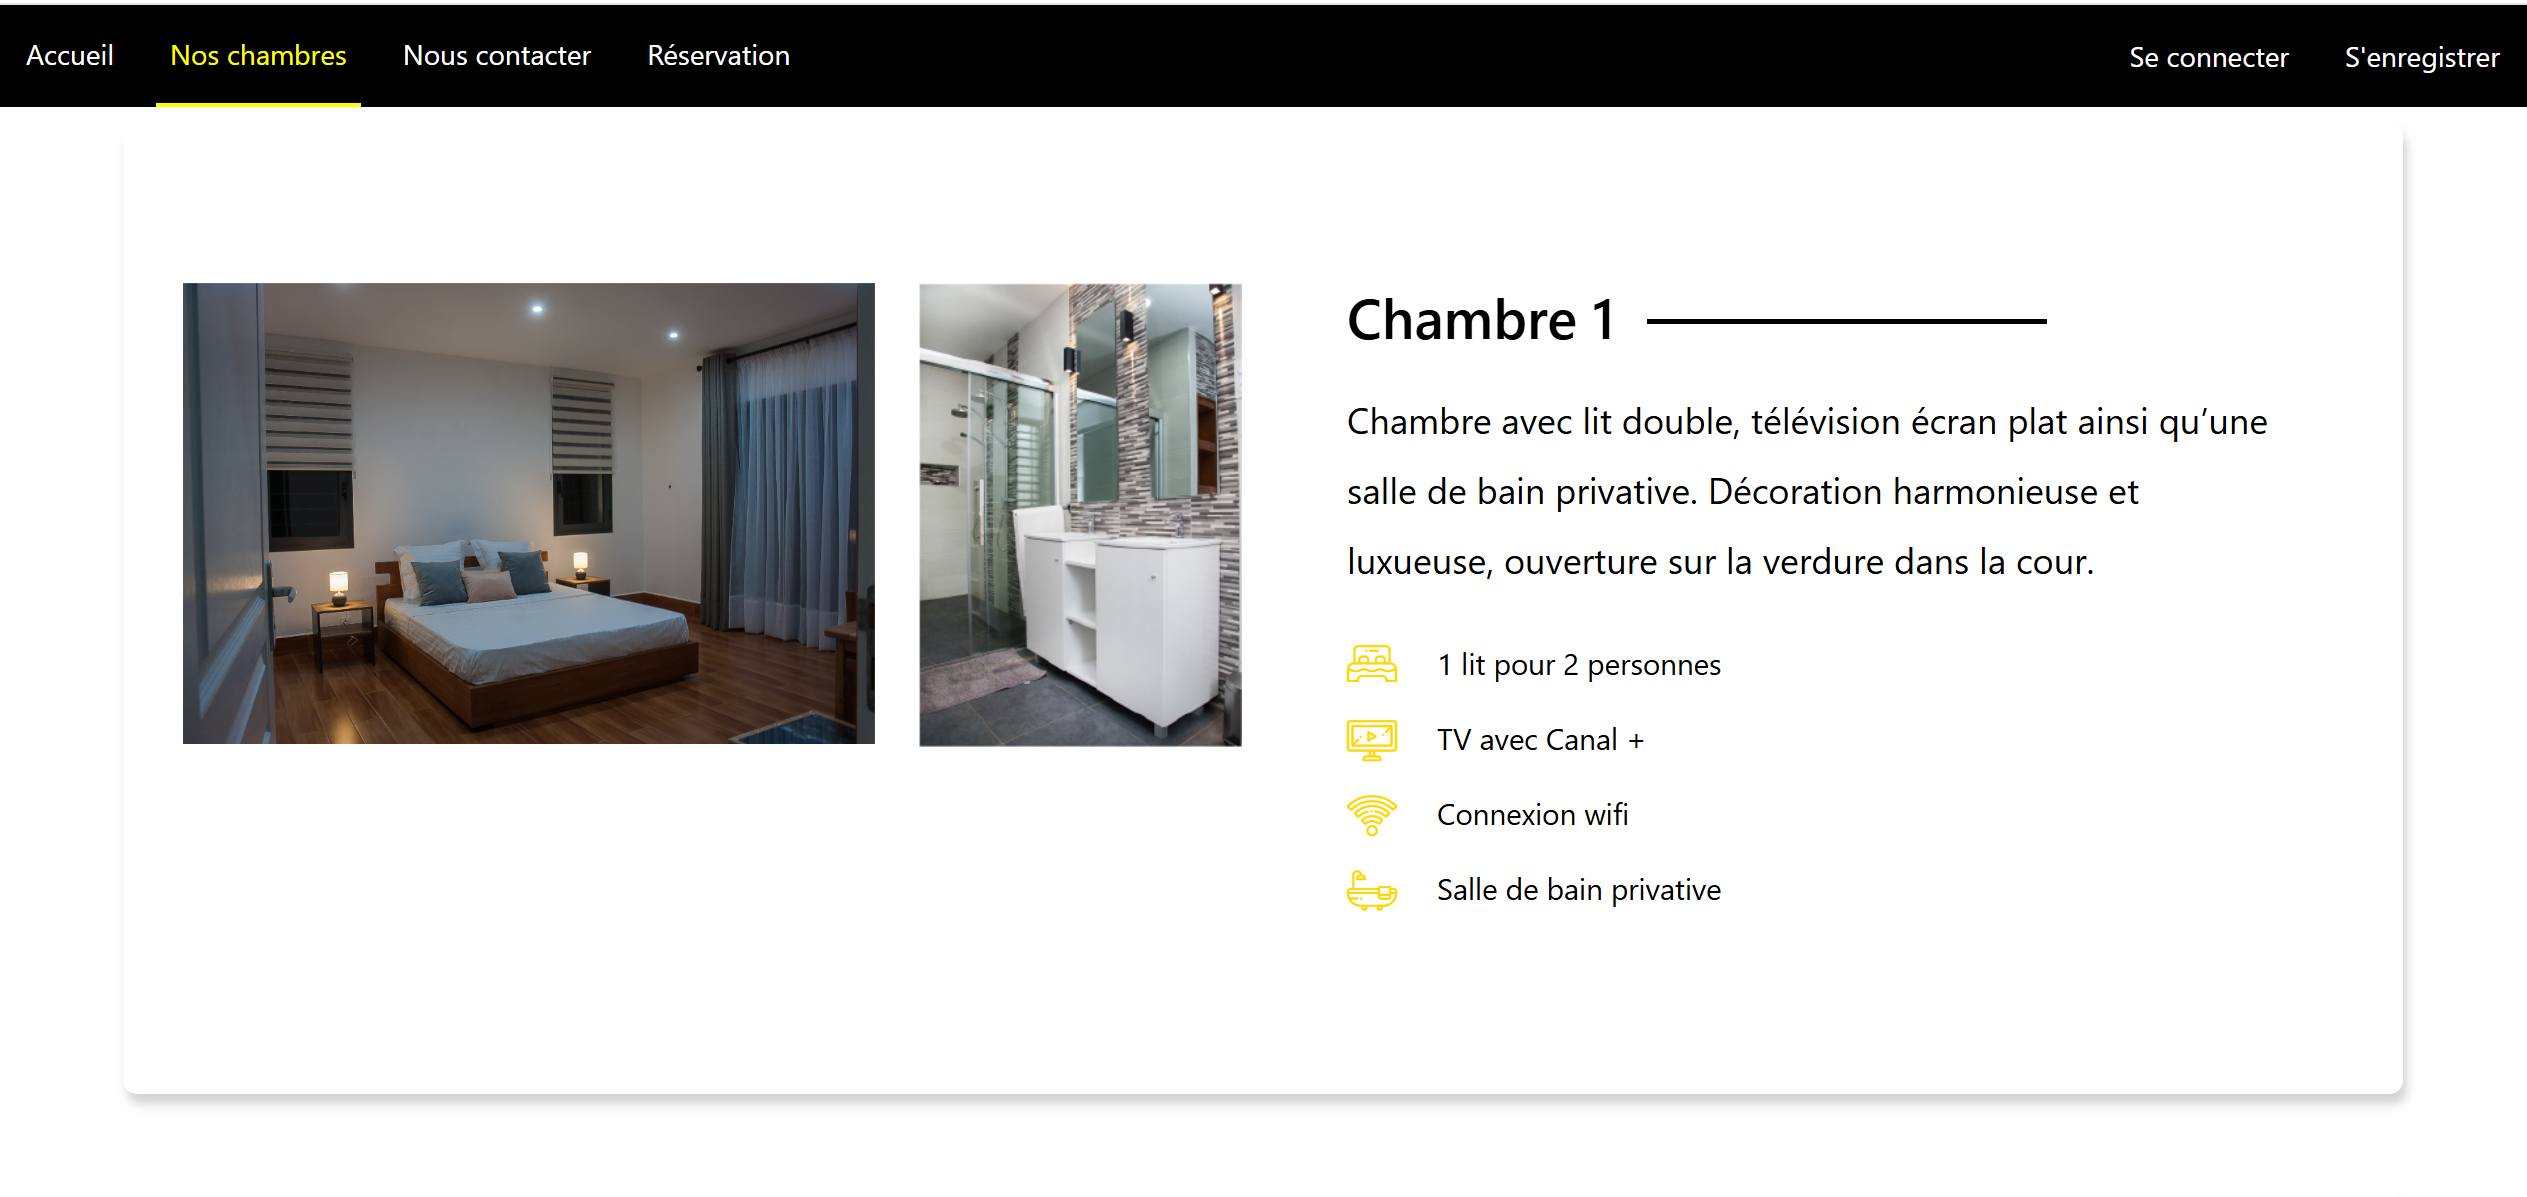 Accueil Nos chambres Nous contacter Réservation Se connecter S'enregistrer
Chambre 1
Chambre avec lit double, télévision écran plat ainsi qu’une
salle de bain privative. Décoration harmonieuse et
luxueuse, ouverture sur la verdure dans la cour.
1 lit pour 2 personnes
TV avec Canal +
Connexion wifi
Salle de bain privative